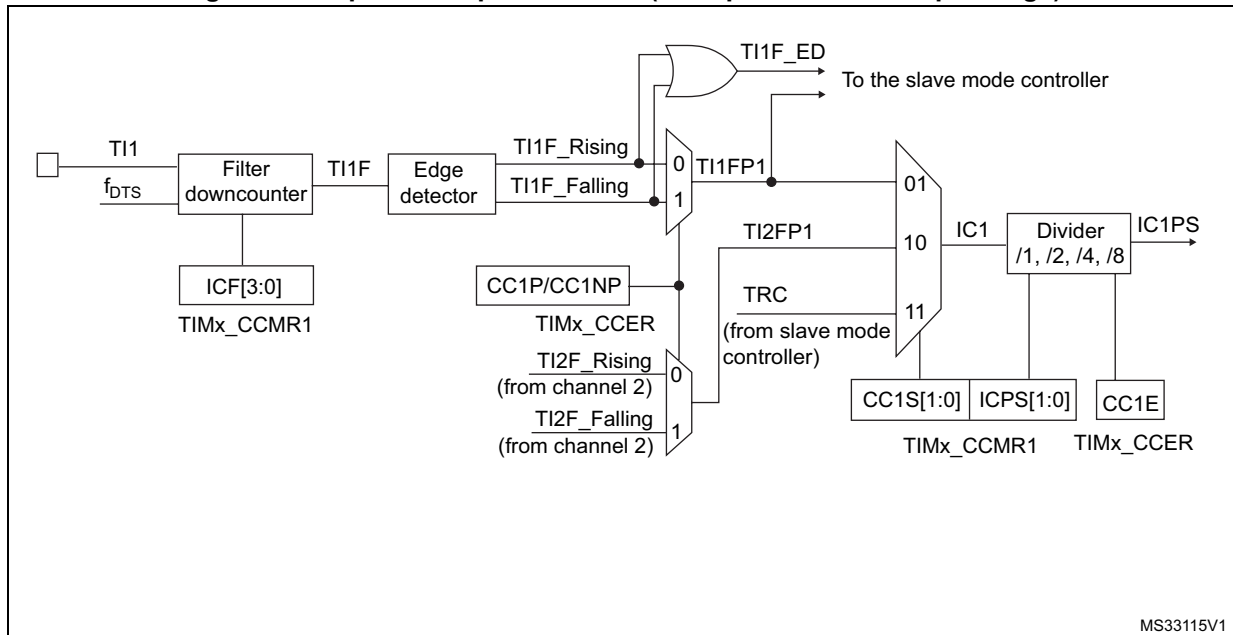 TI1F_ED
To the slave mode controller
TI1
fDTS
Filter
downcounter
TI1F
Edge
detector
TI1F_Rising
TI1F_Falling
0
1
TI1FP1
01
10
11
IC1
Divider
/1, /2, /4, /8
IC1PS
TI2FP1
TRC
(from slave mode
controller)
ICF[3:0]
TIMx_CCMR1
CC1P/CC1NP
TIMx_CCER
TI2F_Rising
(from channel 2)
TI2F_Falling
(from channel 2)
0
1
CC1S[1:0]
ICPS[1:0]
TIMx_CCMR1
CC1E
TIMx_CCER
MS33115V1